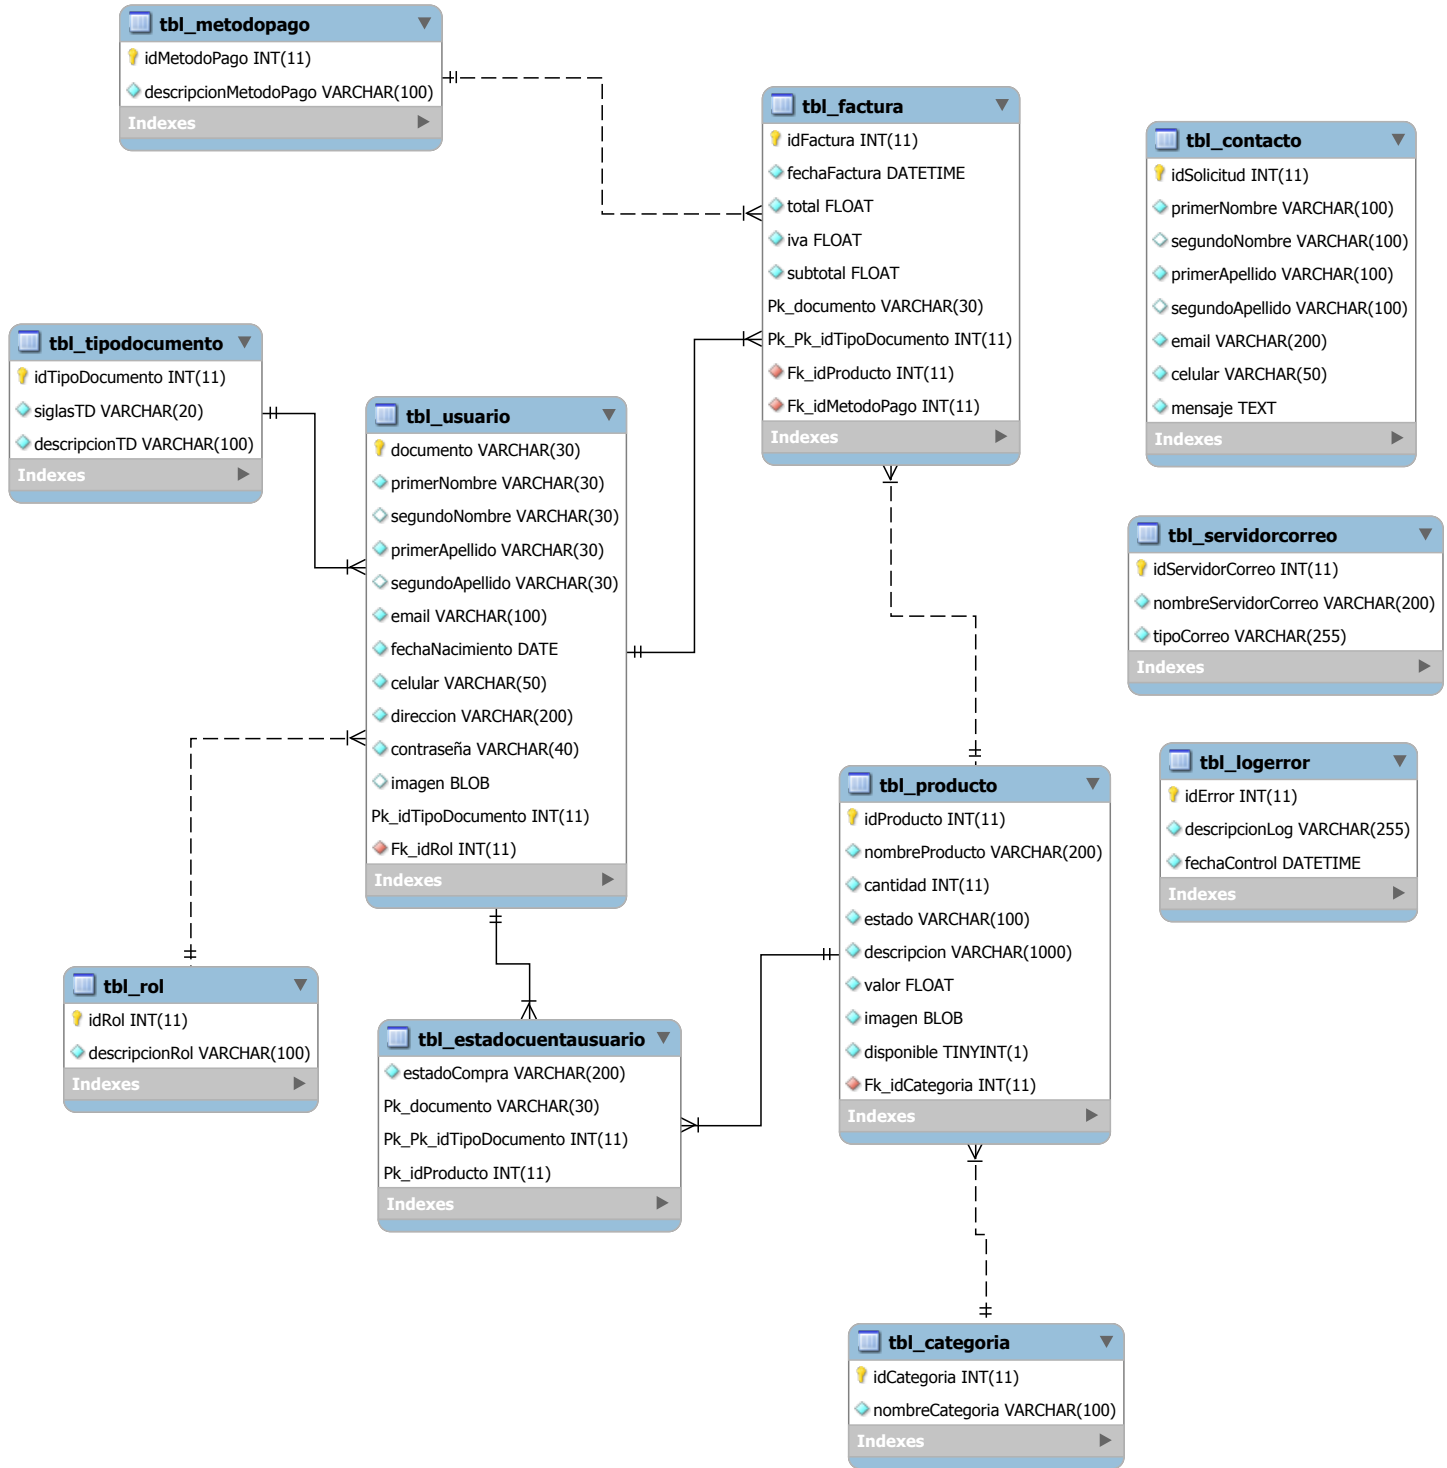 tbl_metodopago
idMetodoPago INT(11)
descripcionMetodoPago VARCHAR(100)
Indexes
tbl_factura
idFactura INT(11)
fechaFactura DATETIME
total FLOAT
iva FLOAT
subtotal FLOAT
Pk_documento VARCHAR(30)
Pk_Pk_idTipoDocumento INT(11)
Fk_idProducto INT(11)
Fk_idMetodoPago INT(11)
Indexes
tbl_contacto
idSolicitud INT(11)
primerNombre VARCHAR(100)
segundoNombre VARCHAR(100)
primerApellido VARCHAR(100)
segundoApellido VARCHAR(100)
email VARCHAR(200)
celular VARCHAR(50)
mensaje TEXT
Indexes
tbl_tipodocumento
idTipoDocumento INT(11)
siglasTD VARCHAR(20)
descripcionTD VARCHAR(100)
Indexes
tbl_usuario
documento VARCHAR(30)
primerNombre VARCHAR(30)
segundoNombre VARCHAR(30)
primerApellido VARCHAR(30)
segundoApellido VARCHAR(30)
email VARCHAR(100)
fechaNacimiento DATE
celular VARCHAR(50)
direccion VARCHAR(200)
contraseña VARCHAR(40)
imagen BLOB
Pk_idTipoDocumento INT(11)
Fk_idRol INT(11)
Indexes
tbl_servidorcorreo
idServidorCorreo INT(11)
nombreServidorCorreo VARCHAR(200)
tipoCorreo VARCHAR(255)
Indexes
tbl_logerror
idError INT(11)
descripcionLog VARCHAR(255)
fechaControl DATETIME
Indexes
tbl_producto
idProducto INT(11)
nombreProducto VARCHAR(200)
cantidad INT(11)
estado VARCHAR(100)
descripcion VARCHAR(1000)
valor FLOAT
imagen BLOB
disponible TINYINT(1)
Fk_idCategoria INT(11)
Indexes
tbl_rol
idRol INT(11)
descripcionRol VARCHAR(100)
Indexes
tbl_estadocuentausuario
estadoCompra VARCHAR(200)
Pk_documento VARCHAR(30)
Pk_Pk_idTipoDocumento INT(11)
Pk_idProducto INT(11)
Indexes
tbl_categoria
idCategoria INT(11)
nombreCategoria VARCHAR(100)
Indexes